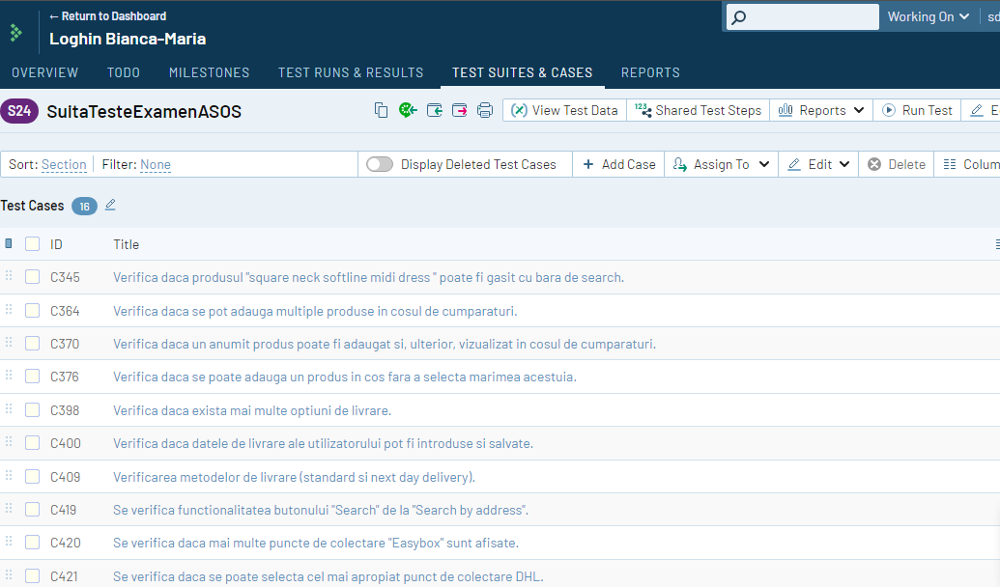 ← Return to Dashboard
Working On
Loghin Bianca-Maria
OVERVIEW TODO MILESTONES TEST RUNS & RESULTS TEST SUITES & CASES REPORTS
S24 SuitaTesteExamenASOS View Test Data 123 Shared Test Steps Reports Run Test
Sort: Section Filter: None Display Deleted Test Cases + Add Case Assign To Edit Delete
Test Cases 16
ID Title
C345 Verifica daca produsul "square neck softline midi dress " poate fi gasit cu bara de search.
C364 Verifica daca se pot adauga multiple produse in cosul de cumparaturi.
C370 Verifica daca un anumit produs poate fi adaugat si, ulterior, vizualizat in cosul de cumparaturi.
C376 Verifica daca se poate adauga un produs in cos fara a selecta marimea acestuia.
C398 Verifica daca exista mai multe optiuni de livrare.
C400 Verifica daca datele de livrare ale utilizatorului pot fi introduse si salvate.
C409 Verificarea metodelor de livrare (standard si next day delivery).
C419 Se verifica functionalitatea butonului "Search" de la "Search by address".
C420 Se verifica daca mai multe puncte de colectare "Easybox" sunt afisate.
C421 Se verifica daca se poate selecta cel mai apropiat punct de colectare DHL.